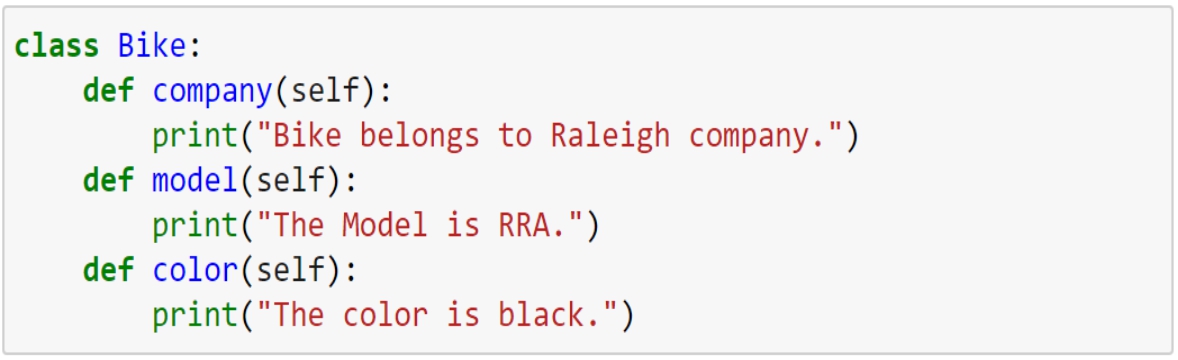 class Bike:
    def company(self):
        print("Bike belongs to Raleigh company.")
    def model(self):
        print("The Model is RRA.")
    def color(self):
        print("The color is black.")